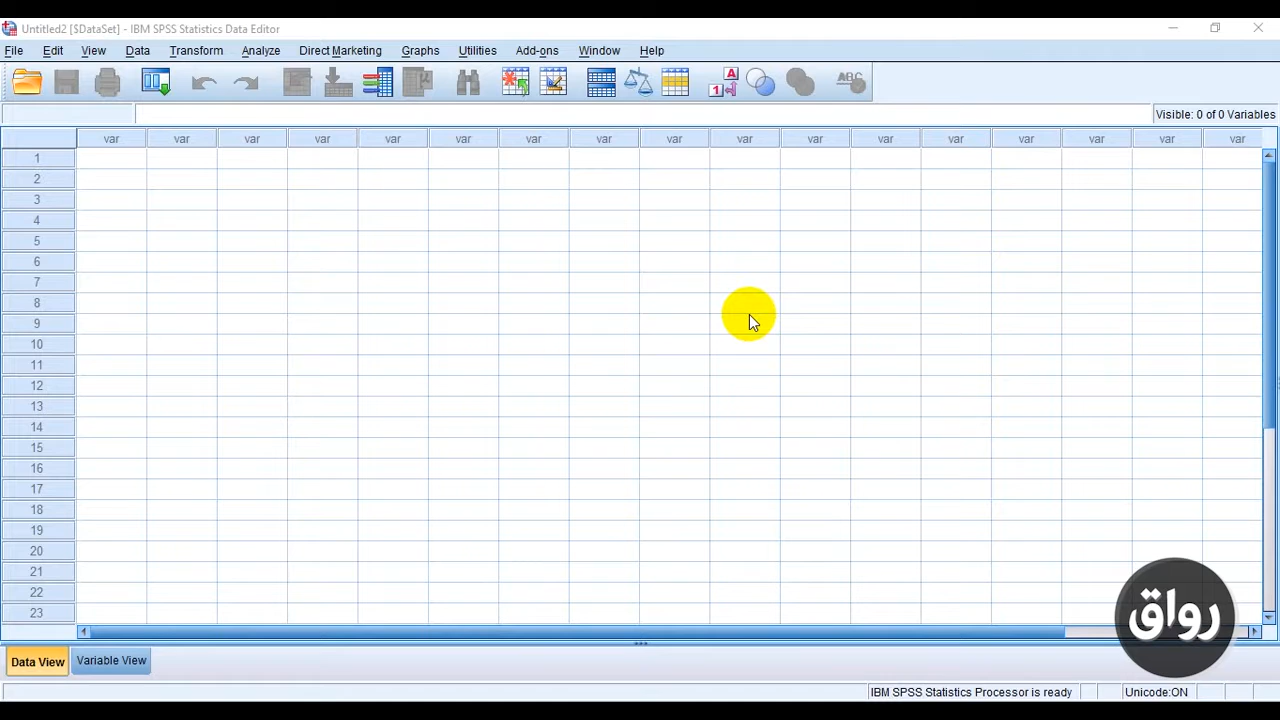 Untitled2 [$DataSet] - IBM SPSS Statistics Data Editor
File Edit View Data Transform Analyze Direct Marketing Graphs Utilities Add-ons Window Help
1 A ABC
Visible: 0 of 0 Variables
var var var var var var var var var var var var var var var var var
1
2
3
4
5
6
7
8
9
10
11
12
13
14
15
16
17
18
19
20
21
22
23
رواق
Data View Variable View
IBM SPSS Statistics Processor is ready Unicode:ON